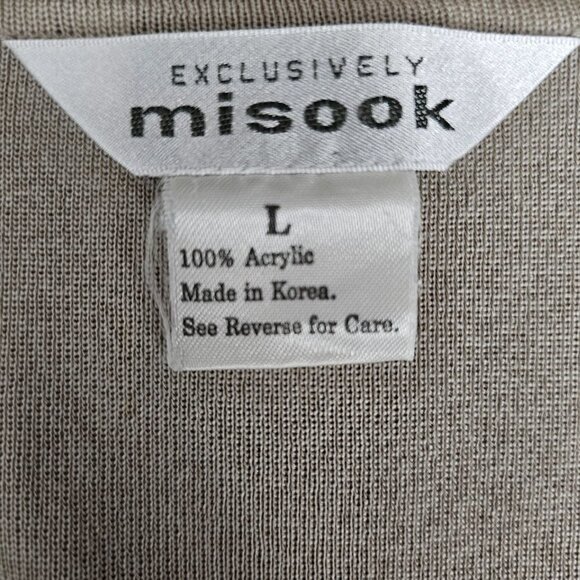 EXCLUSIVELY
misook
L
100% Acrylic
Made in Korea.
See Reverse for Care.